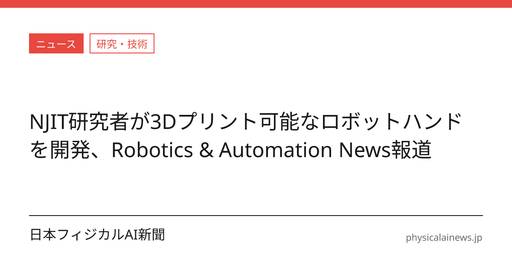 ニュース 研究・技術
NJIT研究者が3Dプリント可能なロボットハンド
を開発、Robotics & Automation News報道
日本フィジカルAI新聞
physicalainews.jp